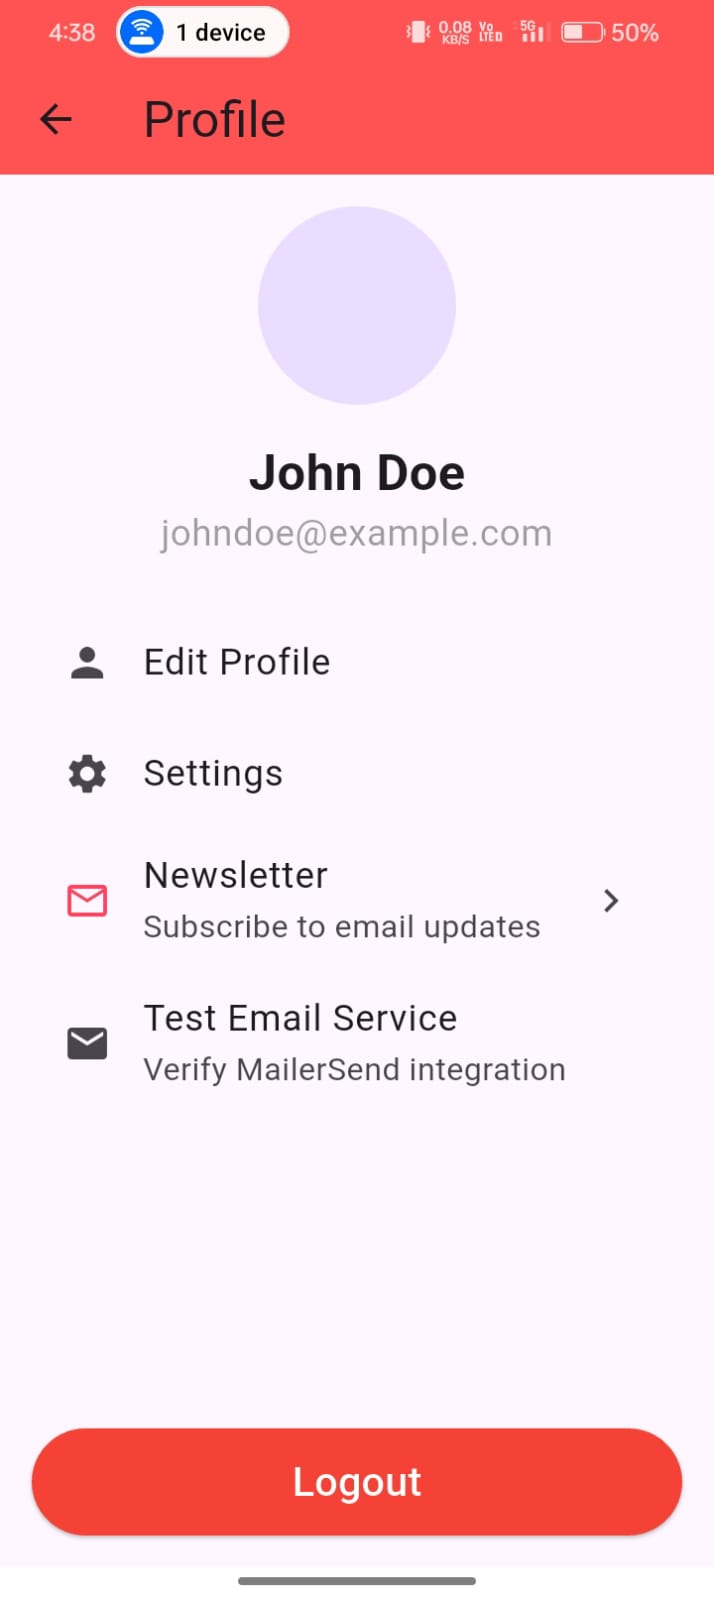 4:38 1 device 0.08 KB/S Vo LTED 5G 50%
Profile
John Doe
johndoe@example.com
Edit Profile
Settings
Newsletter
Subscribe to email updates
Test Email Service
Verify MailerSend integration
Logout